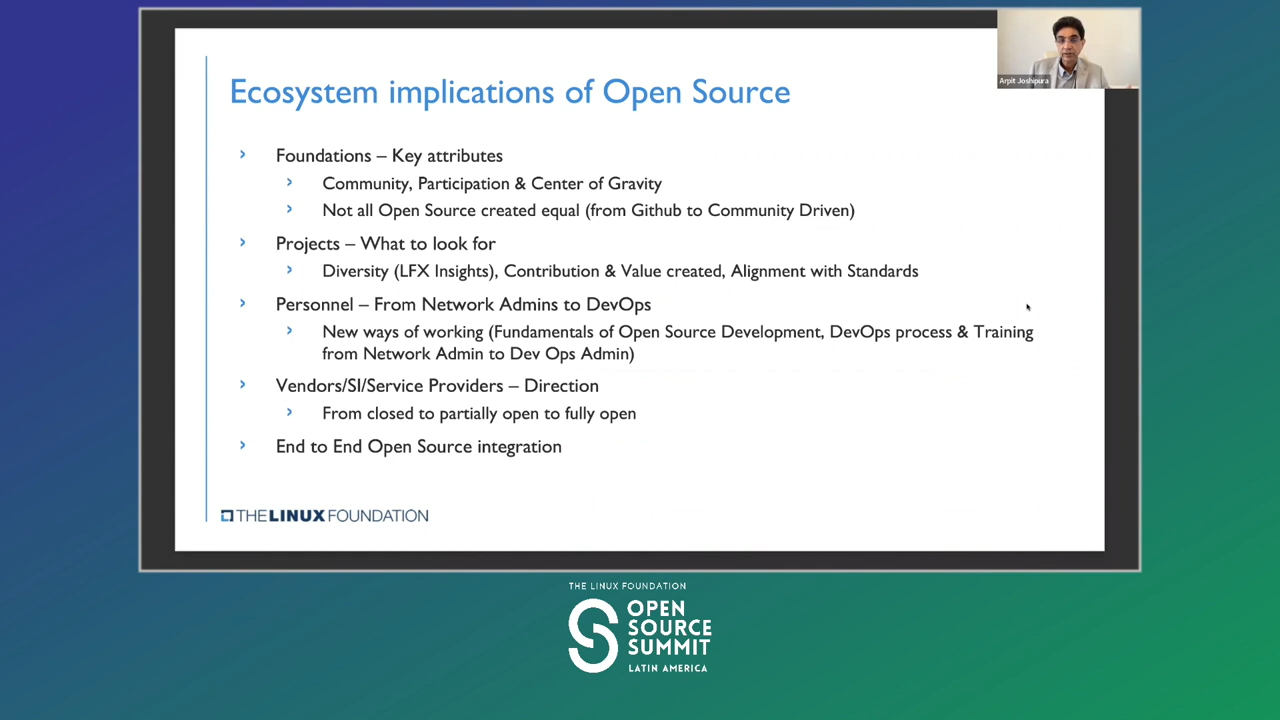 Arpit Joshipura
Ecosystem implications of Open Source
› Foundations – Key attributes
› Community, Participation & Center of Gravity
› Not all Open Source created equal (from Github to Community Driven)
› Projects – What to look for
› Diversity (LFX Insights), Contribution & Value created, Alignment with Standards
› Personnel – From Network Admins to DevOps
› New ways of working (Fundamentals of Open Source Development, DevOps process & Training
from Network Admin to Dev Ops Admin)
› Vendors/SI/Service Providers – Direction
› From closed to partially open to fully open
› End to End Open Source integration
THE LINUX FOUNDATION
THE LINUX FOUNDATION
OPEN
SOURCE
SUMMIT
LATIN AMERICA